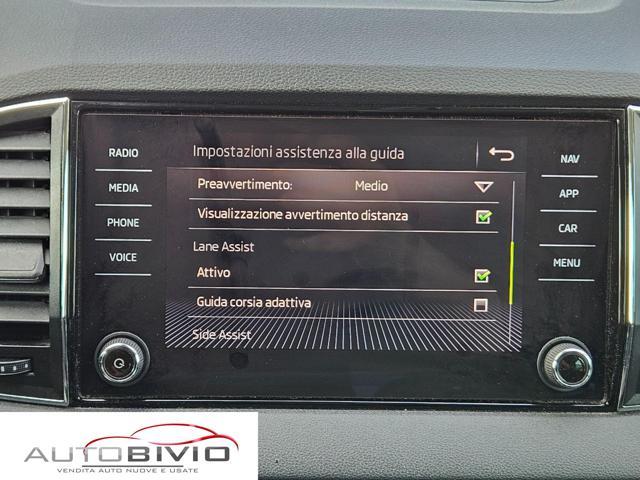 RADIO
MEDIA
PHONE
VOICE
Impostazioni assistenza alla guida
Preavvertimento: Medio
Visualizzazione avvertimento distanza
Lane Assist
Attivo
Guida corsia adattiva
Side Assist
NAV
APP
CAR
MENU
AUTOBIVIO
VENDITA AUTO NUOVE E USATE